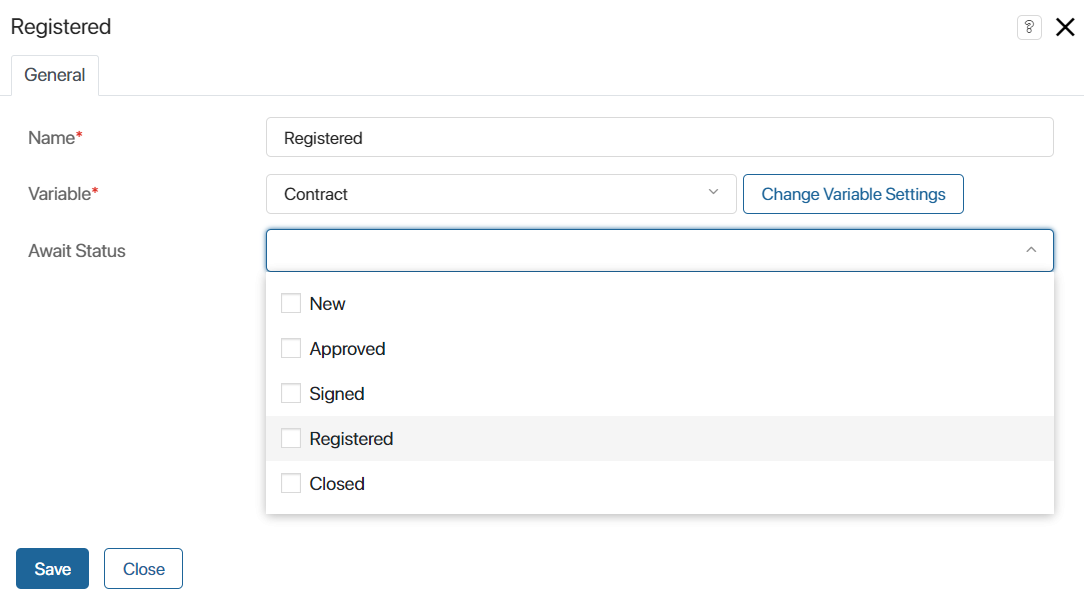 Registered
?
General
Name*
Registered
Variable*
Contract
Change Variable Settings
Await Status
New
Approved
Signed
Registered
Closed
Save
Close